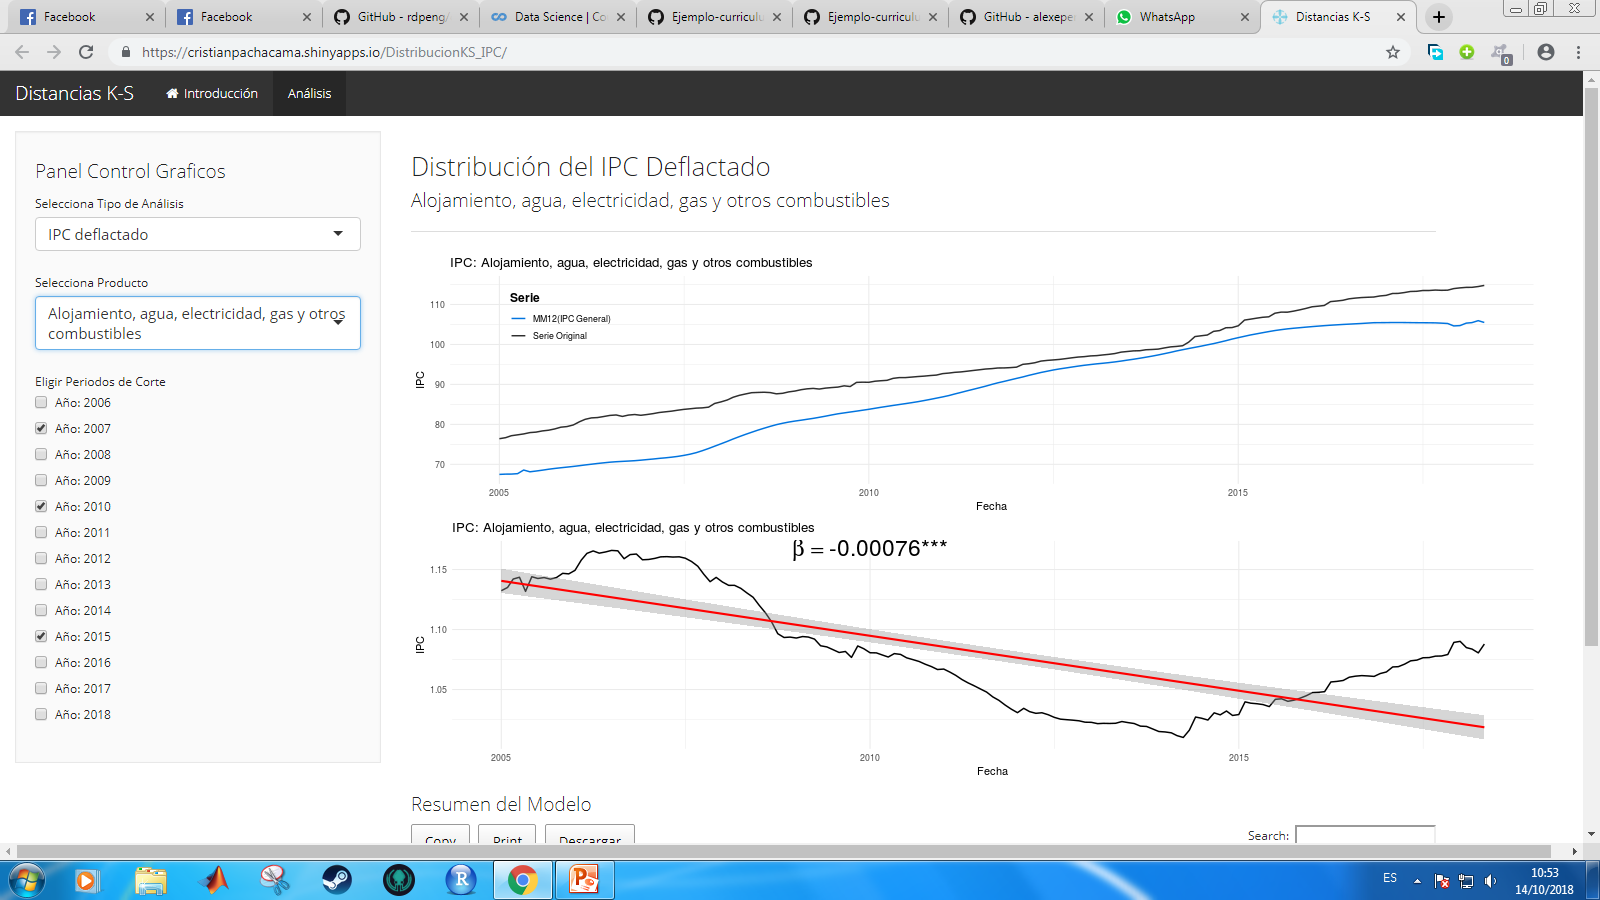 Facebook
Facebook
GitHub - rdpeng/
Data Science | Co
Ejemplo-curriculu
Ejemplo-curriculu
GitHub - alexepe
WhatsApp
Distancias K-S
https://cristianpachacama.shinyapps.io/DistribucionKS_IPC/
0
Distancias K-S
Introducción
Análisis
Panel Control Graficos
Selecciona Tipo de Análisis
IPC deflactado
Selecciona Producto
Alojamiento, agua, electricidad, gas y otros
combustibles
Eligir Periodos de Corte
Año: 2006
Año: 2007
Año: 2008
Año: 2009
Año: 2010
Año: 2011
Año: 2012
Año: 2013
Año: 2014
Año: 2015
Año: 2016
Año: 2017
Año: 2018
Distribución del IPC Deflactado
Alojamiento, agua, electricidad, gas y otros combustibles
IPC: Alojamiento, agua, electricidad, gas y otros combustibles
Serie
MM12(IPC General)
Serie Original
110
100
90
80
70
IPC
2005
2010
2015
Fecha
IPC: Alojamiento, agua, electricidad, gas y otros combustibles
β = -0.00076***
1.15
1.10
1.05
IPC
2005
2010
2015
Fecha
Resumen del Modelo
Copy
Print
Descargar
Search:
ES
10:53
14/10/2018